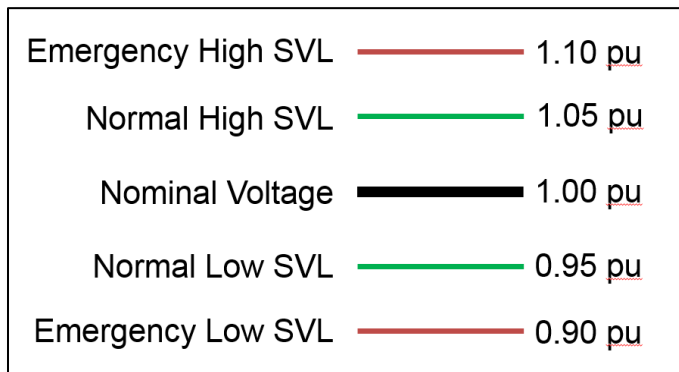 Emergency High SVL 1.10 pu
Normal High SVL 1.05 pu
Nominal Voltage 1.00 pu
Normal Low SVL 0.95 pu
Emergency Low SVL 0.90 pu